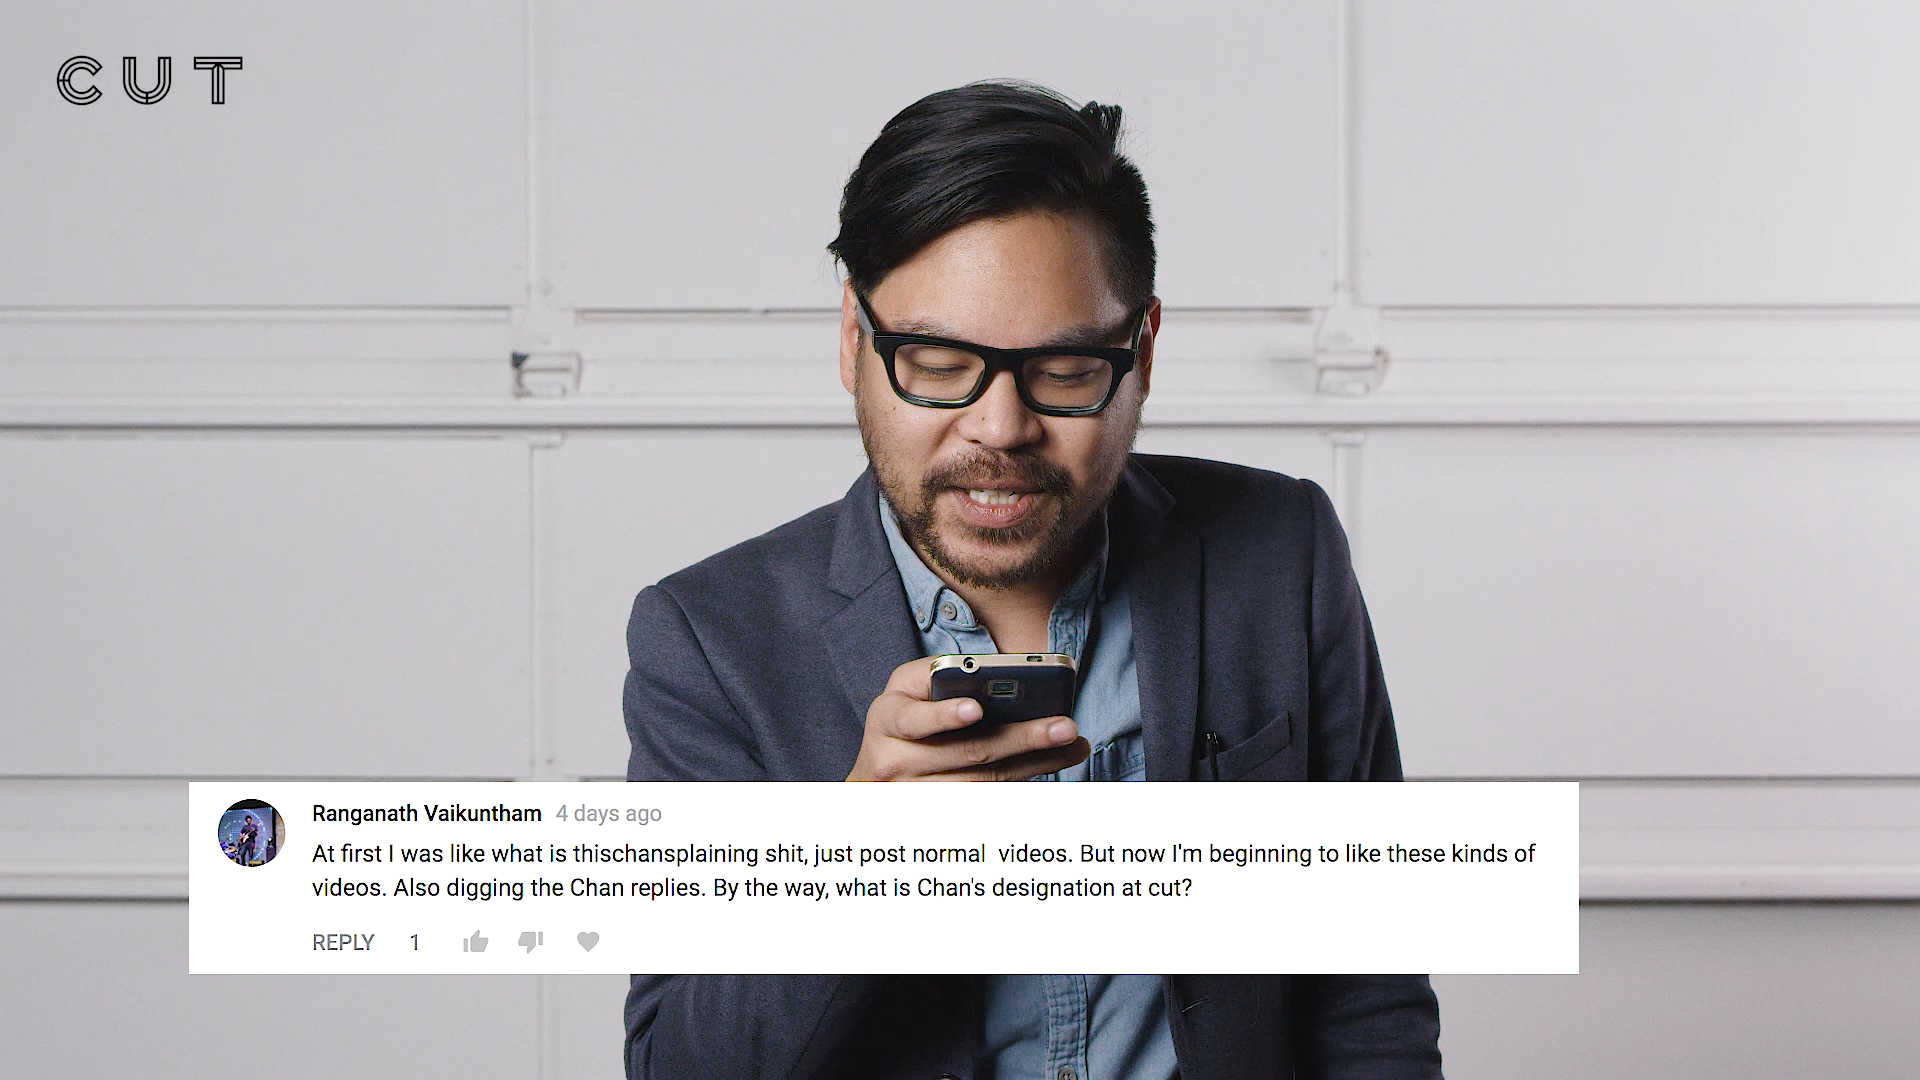 CUT
Ranganath Vaikuntham 4 days ago
At first I was like what is thischansplaining shit, just post normal  videos. But now I'm beginning to like these kinds of
videos. Also digging the Chan replies. By the way, what is Chan's designation at cut?
REPLY 1